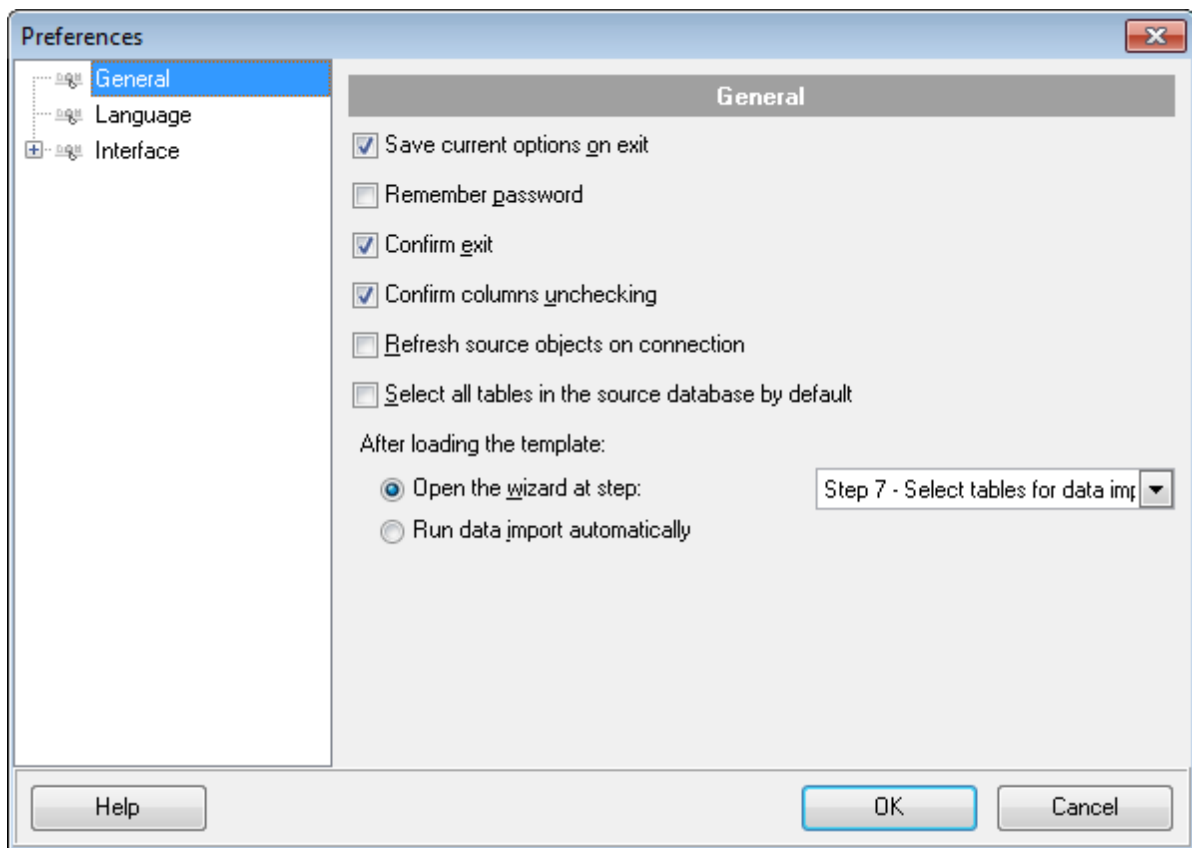 Preferences
General
Language
Interface
General
Save current options on exit
Remember password
Confirm exit
Confirm columns unchecking
Refresh source objects on connection
Select all tables in the source database by default
After loading the template:
Open the wizard at step:
Step 7 - Select tables for data imp
Run data import automatically
Help
OK
Cancel